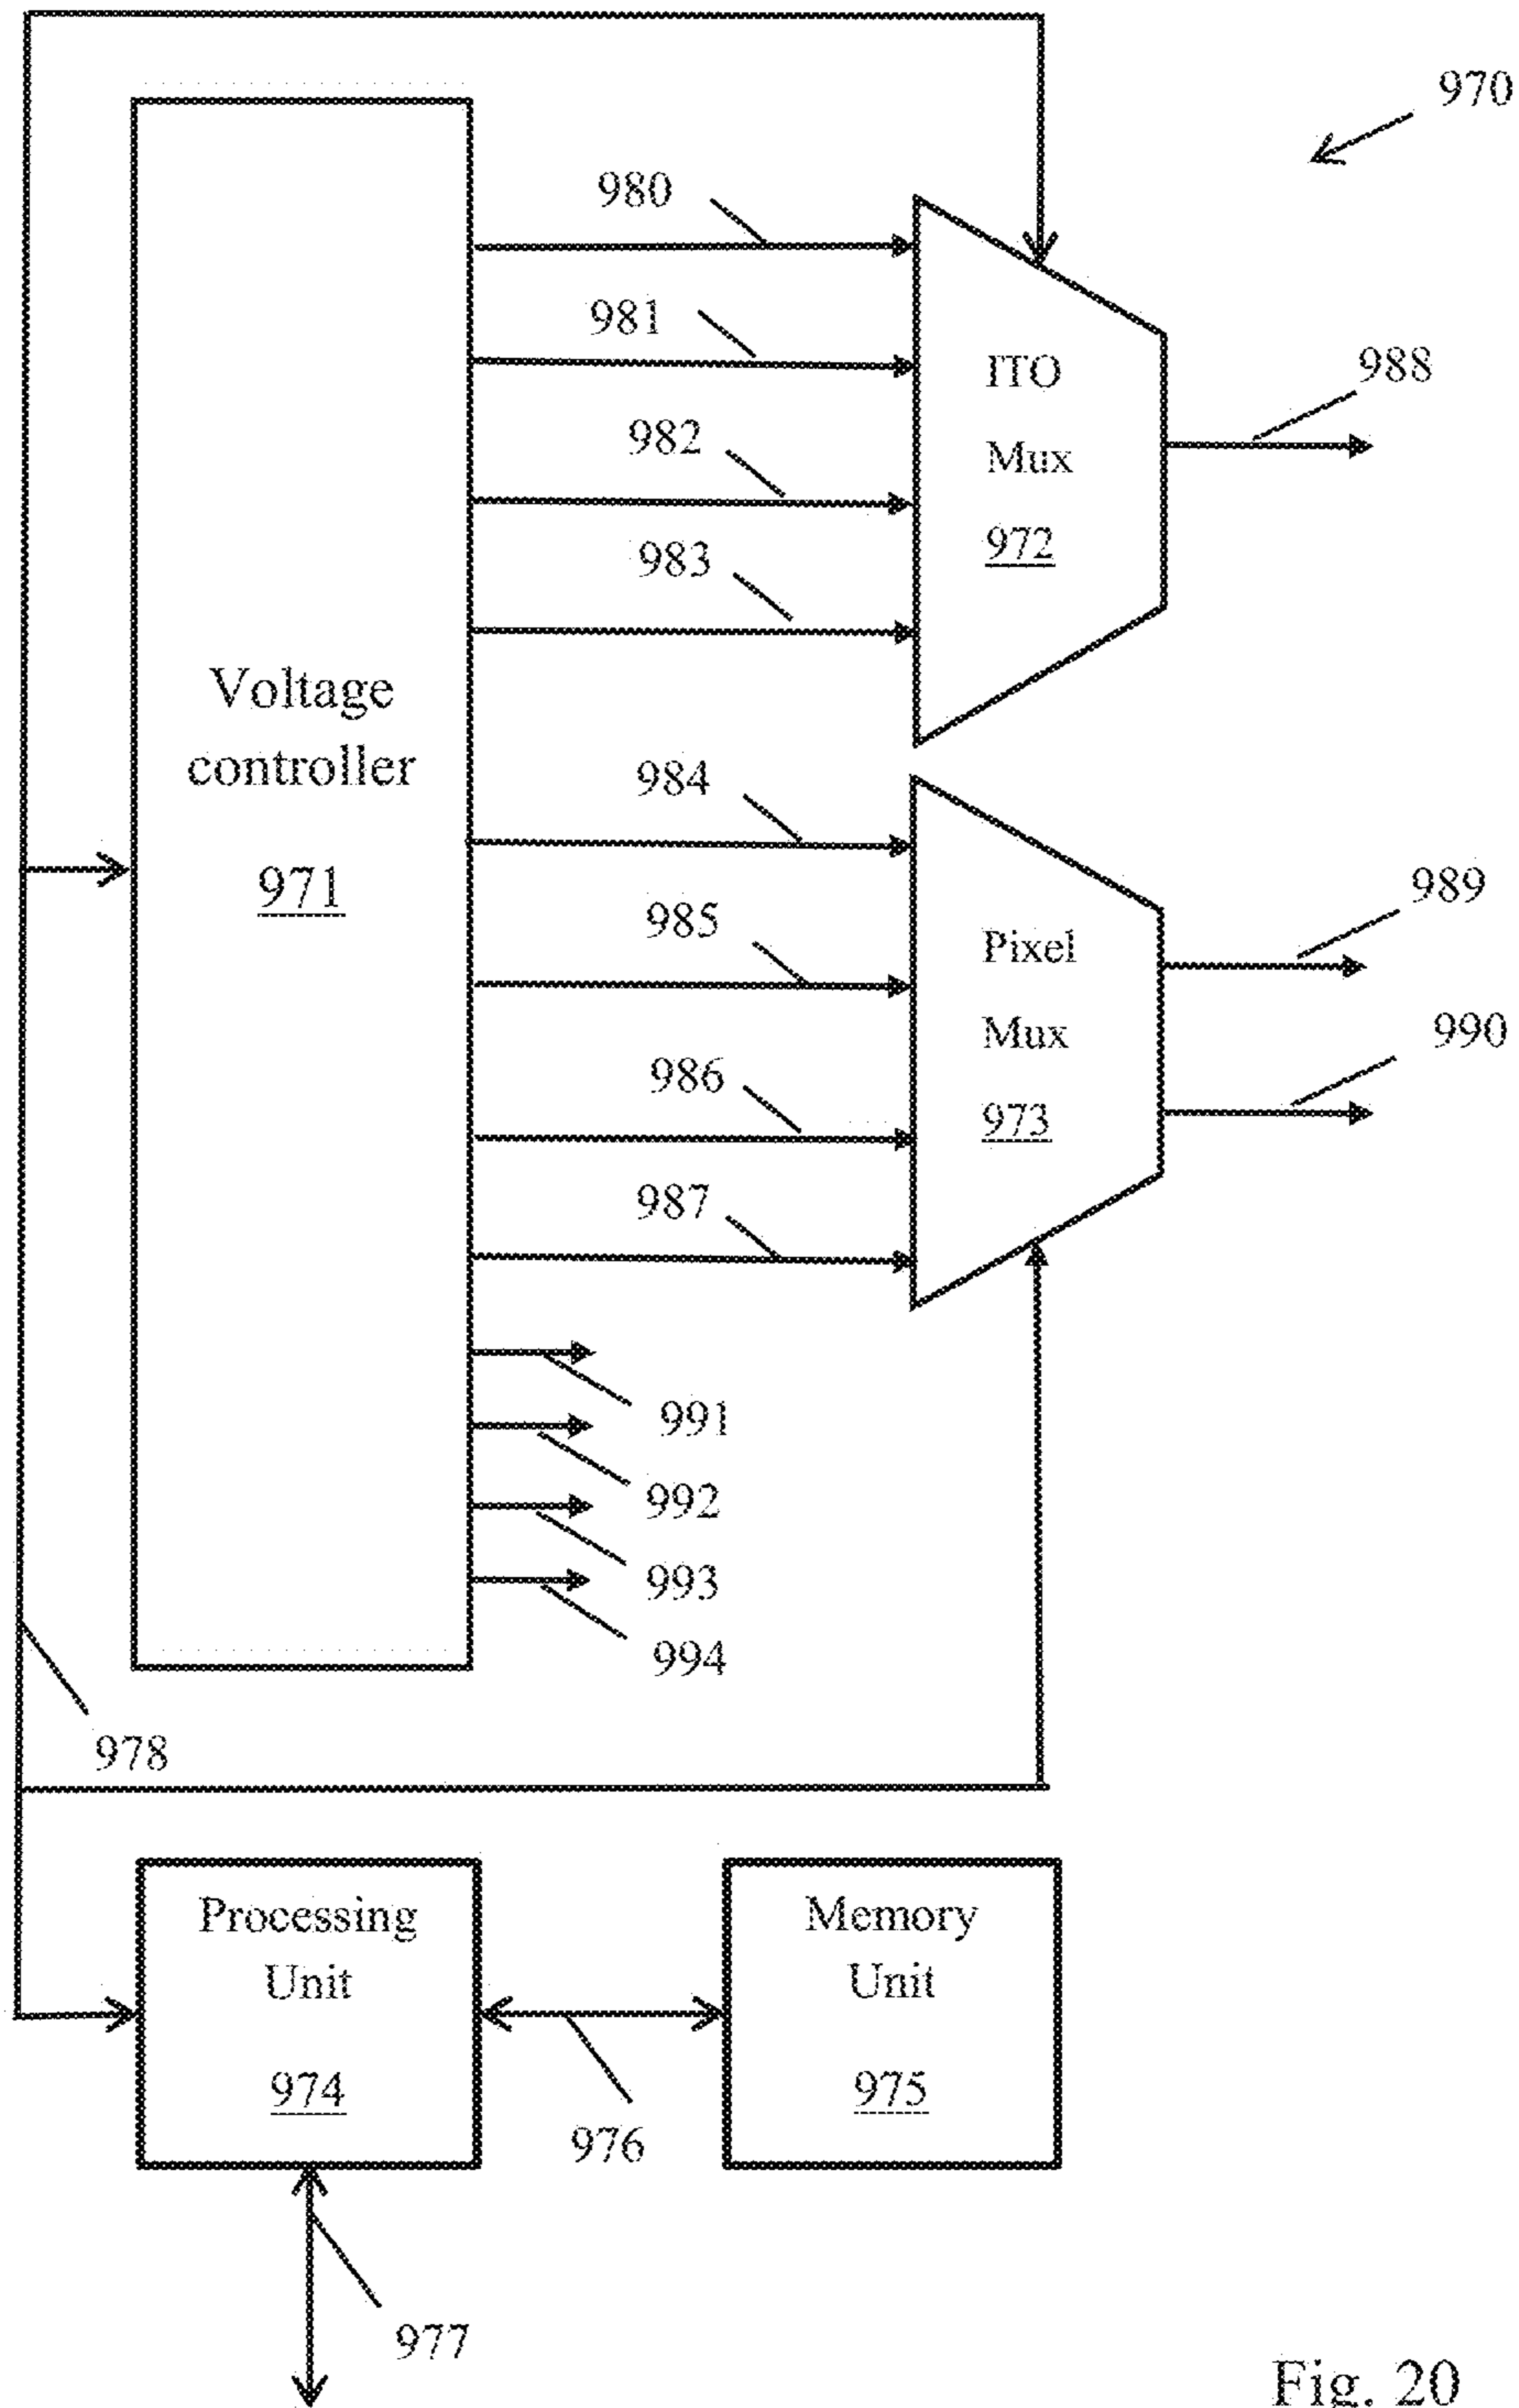 970
980
981
982
983
ITO
Mux
972
988
Voltage
controller
971
984
985
986
987
Pixel
Mux
973
989
990
991
992
993
994
978
Processing
Unit
974
976
Memory
Unit
975
977
Fig. 20